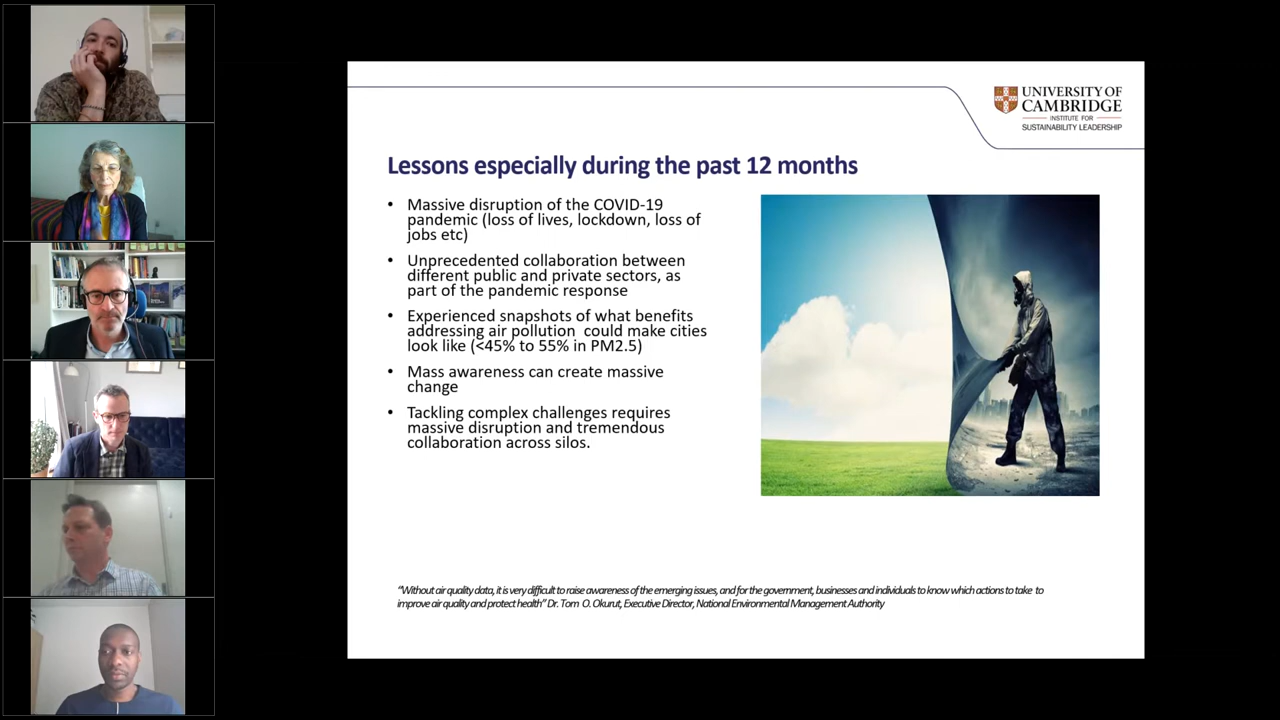 UNIVERSITY OF
CAMBRIDGE
INSTITUTE FOR
SUSTAINABILITY LEADERSHIP
Lessons especially during the past 12 months
• Massive disruption of the COVID-19
pandemic (loss of lives, lockdown, loss of
jobs etc)
• Unprecedented collaboration between
different public and private sectors, as
part of the pandemic response
• Experienced snapshots of what benefits
addressing air pollution could make cities
look like (<45% to 55% in PM2.5)
• Mass awareness can create massive
change
• Tackling complex challenges requires
massive disruption and tremendous
collaboration across silos.
“Without air quality data, it is very difficult to raise awareness of the emerging issues, and for the government, businesses and individuals to know which actions to take to
improve air quality and protect health” Dr. Tom O. Okurut, Executive Director, National Environmental Management Authority